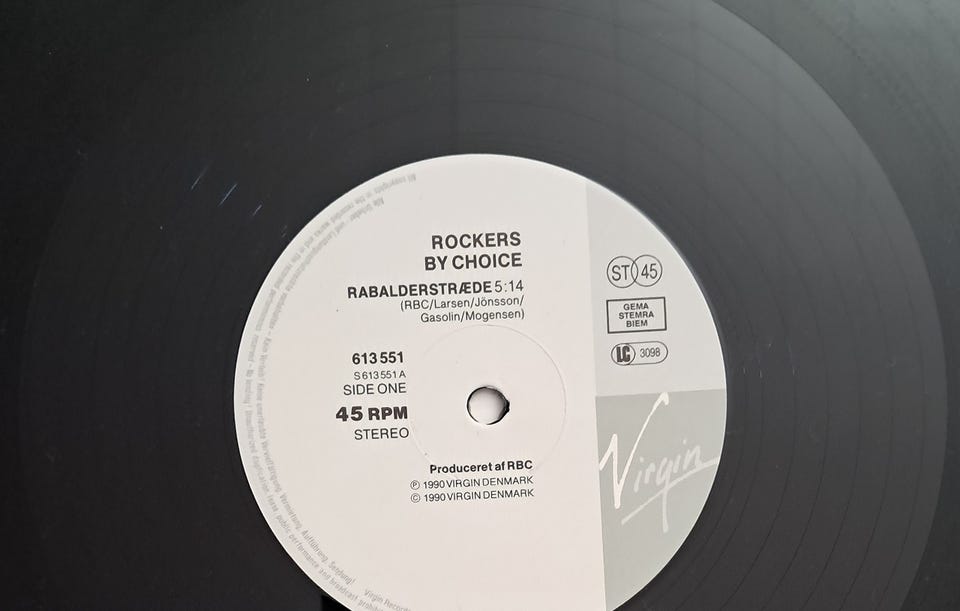 ROCKERS
BY CHOICE
RABALDERSTRÆDE 5:14
(RBC/Larsen/Jönsson/
Gasolin/Mogensen)
613 551
S 613 551 A
SIDE ONE
45 RPM
STEREO
Produceret af RBC
℗ 1990 VIRGIN DENMARK
© 1990 VIRGIN DENMARK
ST 45
GEMA
STEMRA
BIEM
LC 3098
Virgin